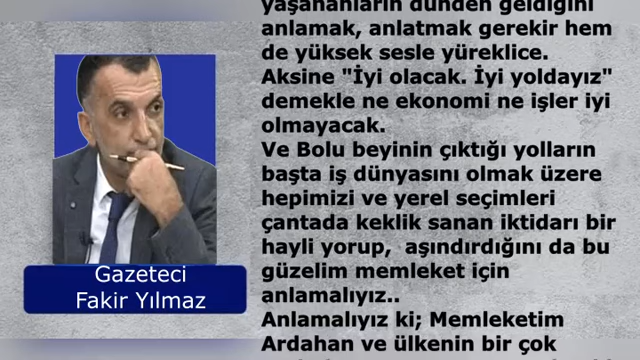 yaşananların dünden geldiğini
anlamak, anlatmak gerekir hem
de yüksek sesle yüreklice.
Aksine "İyi olacak. İyi yoldayız"
demekle ne ekonomi ne işler iyi
olmayacak.
Ve Bolu beyinin çıktığı yolların
başta iş dünyasını olmak üzere
hepimizi ve yerel seçimleri
çantada keklik sanan iktidarı bir
hayli yorup, aşındırdığını da bu
güzelim memleket için
anlamalıyız..
Anlamalıyız ki; Memleketim
Ardahan ve ülkenin bir çok
Gazeteci
Fakir Yılmaz